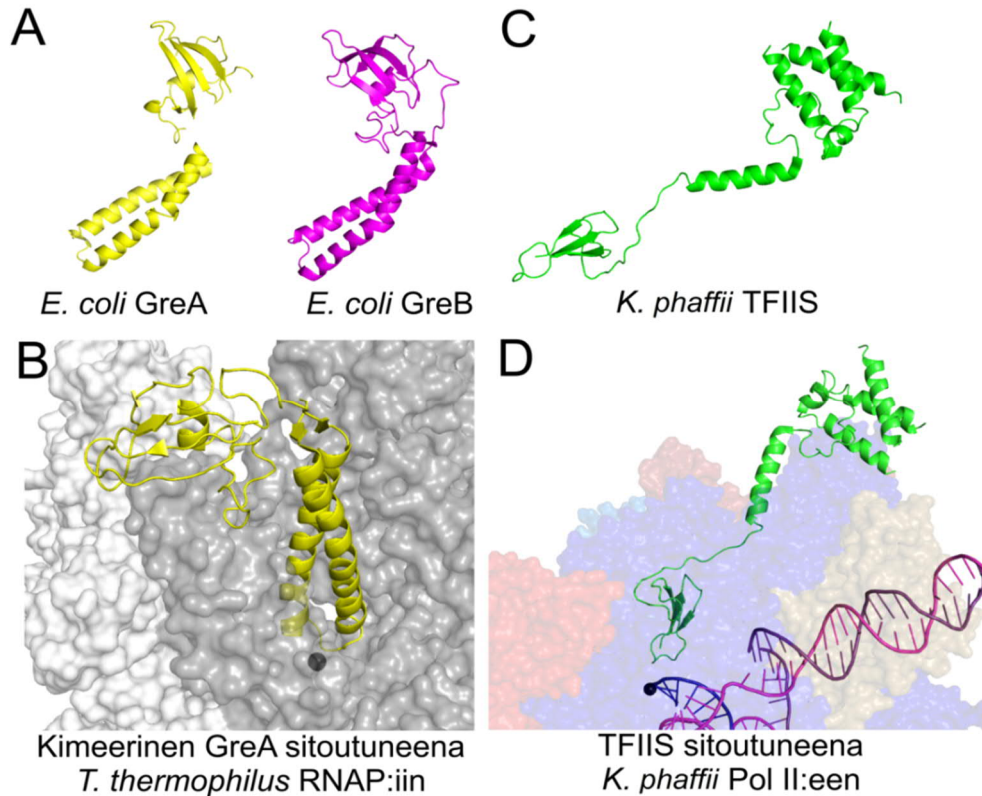 A
C
E. coli GreA
E. coli GreB
K. phaffii TFIIS
B
D
Kimeerinen GreA sitoutuneena
T. thermophilus RNAP:iin
TFIIS sitoutuneena
K. phaffii Pol II:een